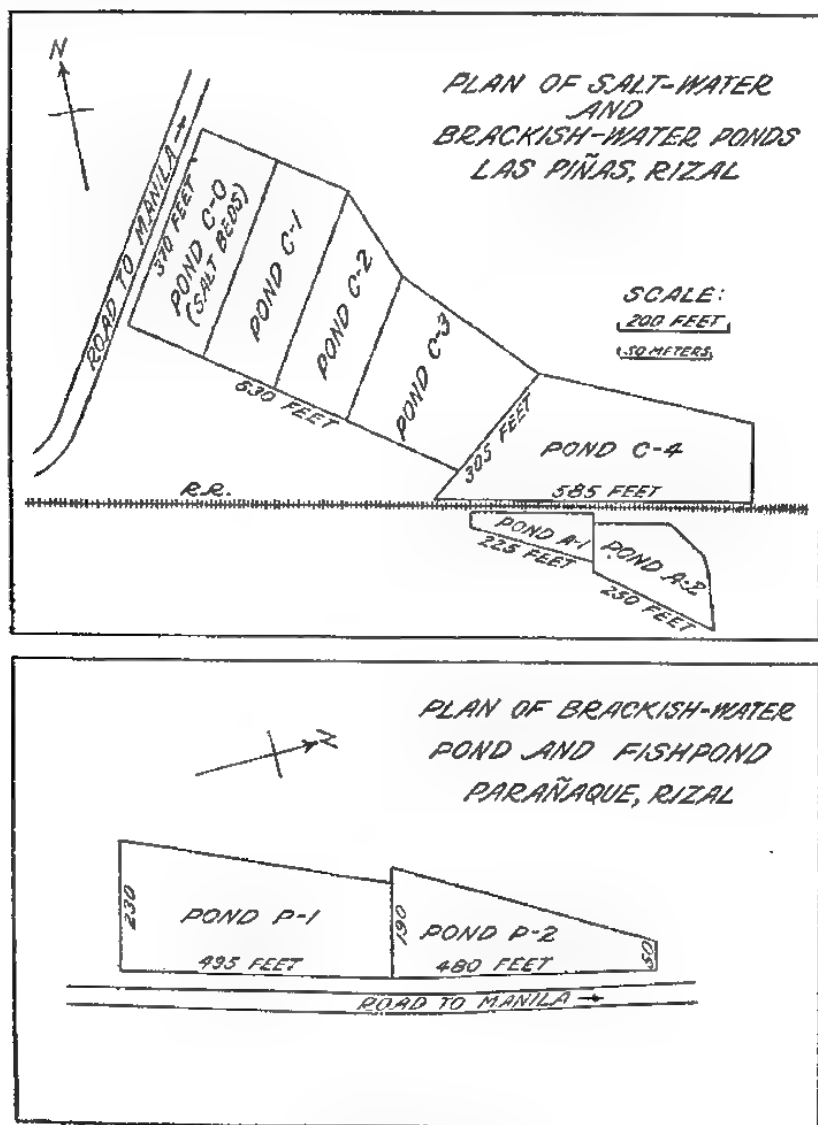 N
PLAN OF SALT-WATER
AND
BRACKISH-WATER PONDS
LAS PIÑAS, RIZAL
ROAD TO MANILA
370 FEET
POND C-0
(SALT BEDS)
POND C-1
POND C-2
POND C-3
SCALE:
200 FEET
50 METERS
630 FEET
305 FEET
POND C-4
585 FEET
R.R.
POND A-1
225 FEET
POND A-2
250 FEET
PLAN OF BRACKISH-WATER
POND AND FISHPOND
PARAÑAQUE, RIZAL
N
230
POND P-1
495 FEET
190
POND P-2
480 FEET
50
ROAD TO MANILA